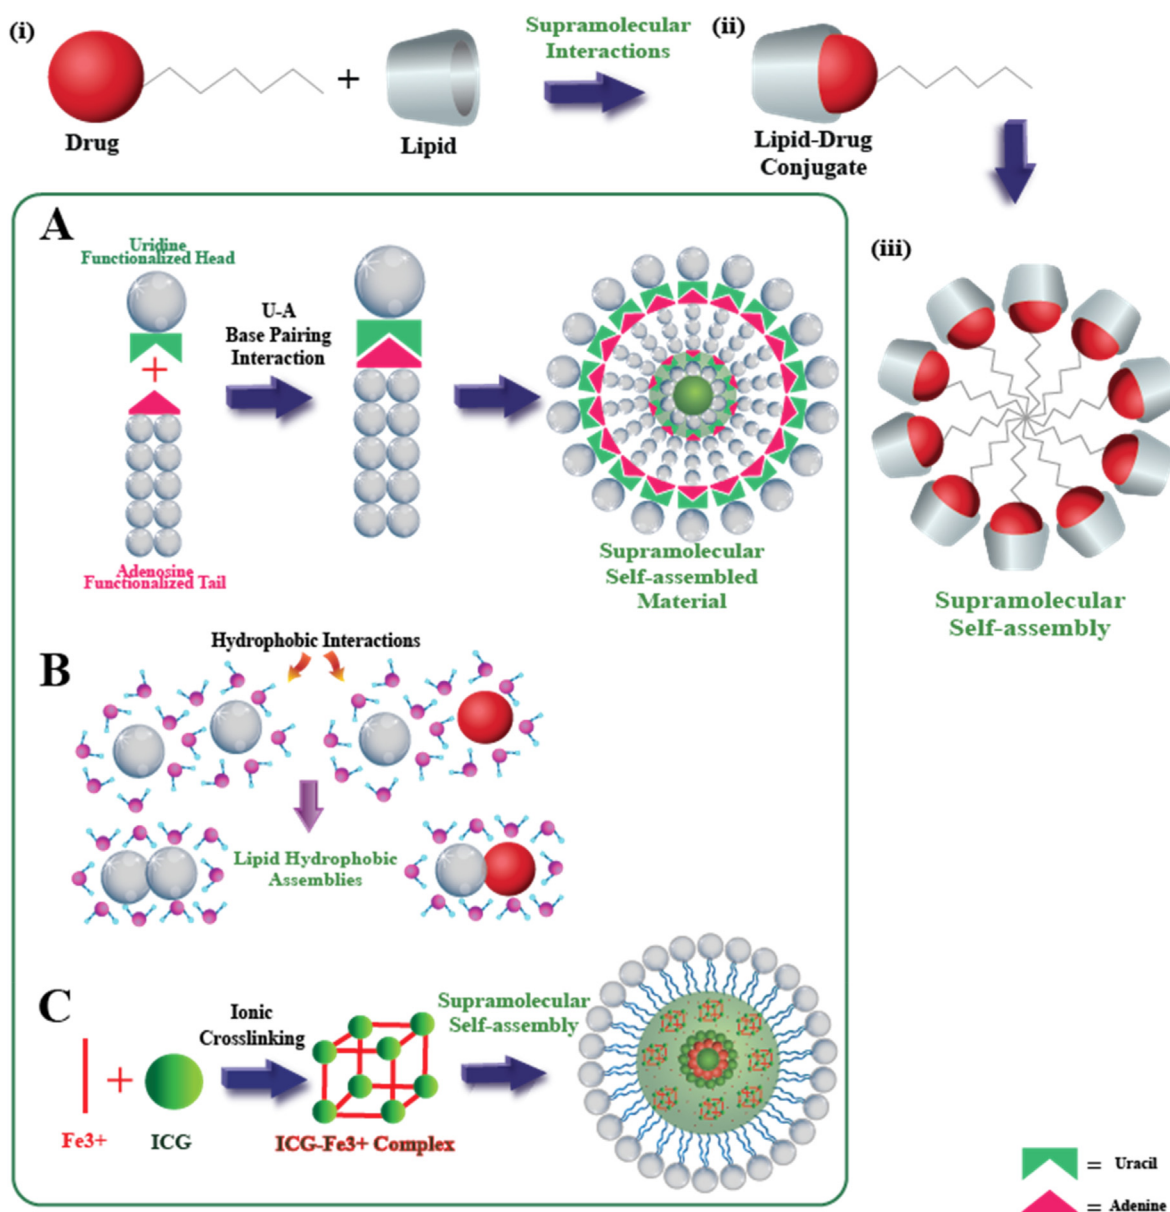 (i)
Drug
+
Lipid
Supramolecular
Interactions
(ii)
Lipid-Drug
Conjugate
(iii)
Supramolecular
Self-assembly
A
Uridine
Functionalized Head
+
Adenosine
Functionalized Tail
U-A
Base Pairing
Interaction
Supramolecular
Self-assembled
Material
B
Hydrophobic Interactions
Lipid Hydrophobic
Assemblies
C
Fe3+
+
ICG
Ionic
Crosslinking
ICG-Fe3+ Complex
Supramolecular
Self-assembly
= Uracil
= Adenine